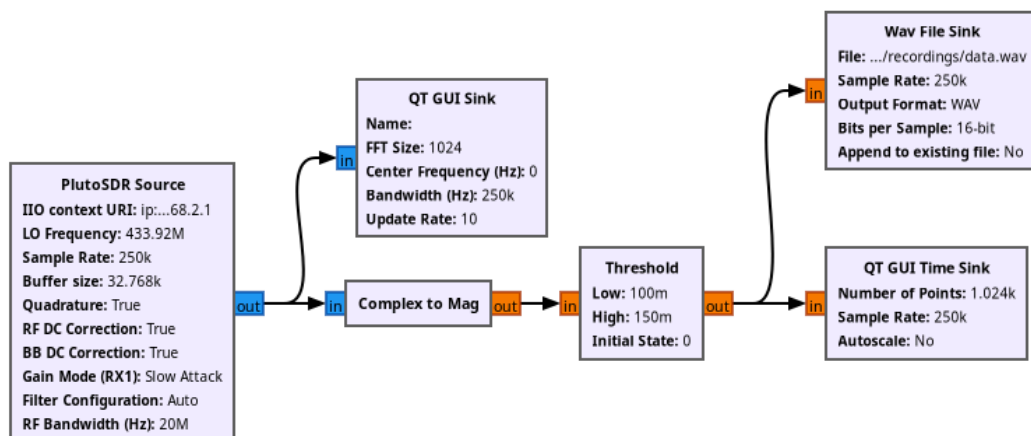 PlutoSDR Source
IIO context URI: ip:...68.2.1
LO Frequency: 433.92M
Sample Rate: 250k
Buffer size: 32.768k
Quadrature: True
RF DC Correction: True
BB DC Correction: True
Gain Mode (RX1): Slow Attack
Filter Configuration: Auto
RF Bandwidth (Hz): 20M
out
in
QT GUI Sink
Name:
FFT Size: 1024
Center Frequency (Hz): 0
Bandwidth (Hz): 250k
Update Rate: 10
in
Complex to Mag
out
in
Threshold
Low: 100m
High: 150m
Initial State: 0
out
in
Wav File Sink
File: .../recordings/data.wav
Sample Rate: 250k
Output Format: WAV
Bits per Sample: 16-bit
Append to existing file: No
in
QT GUI Time Sink
Number of Points: 1.024k
Sample Rate: 250k
Autoscale: No